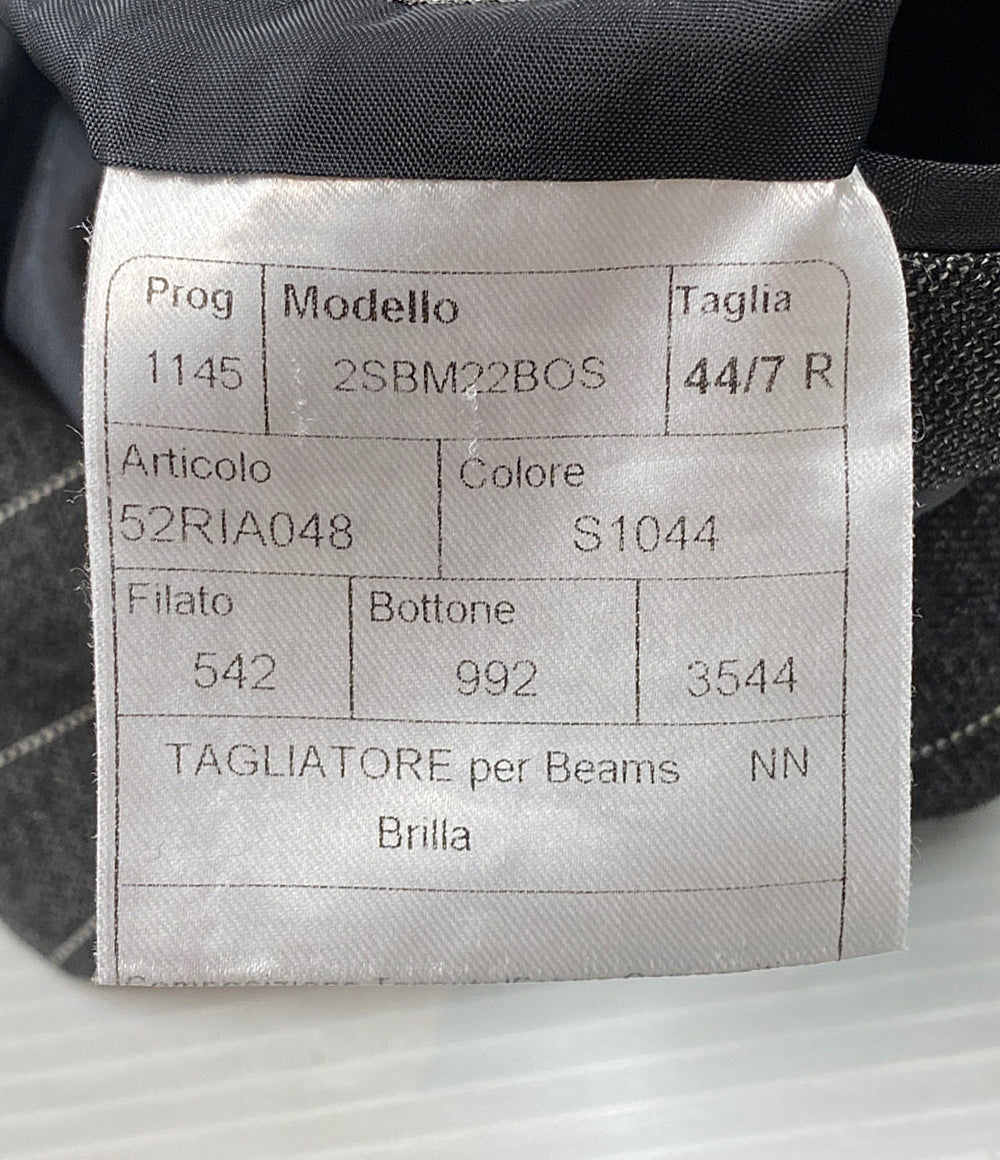 Prog Modello Taglia
1145 2SBM22BOS 44/7 R
Articolo Colore
52RIA048 S1044
Filato Bottone
542 992 3544
TAGLIATORE per Beams NN
Brilla